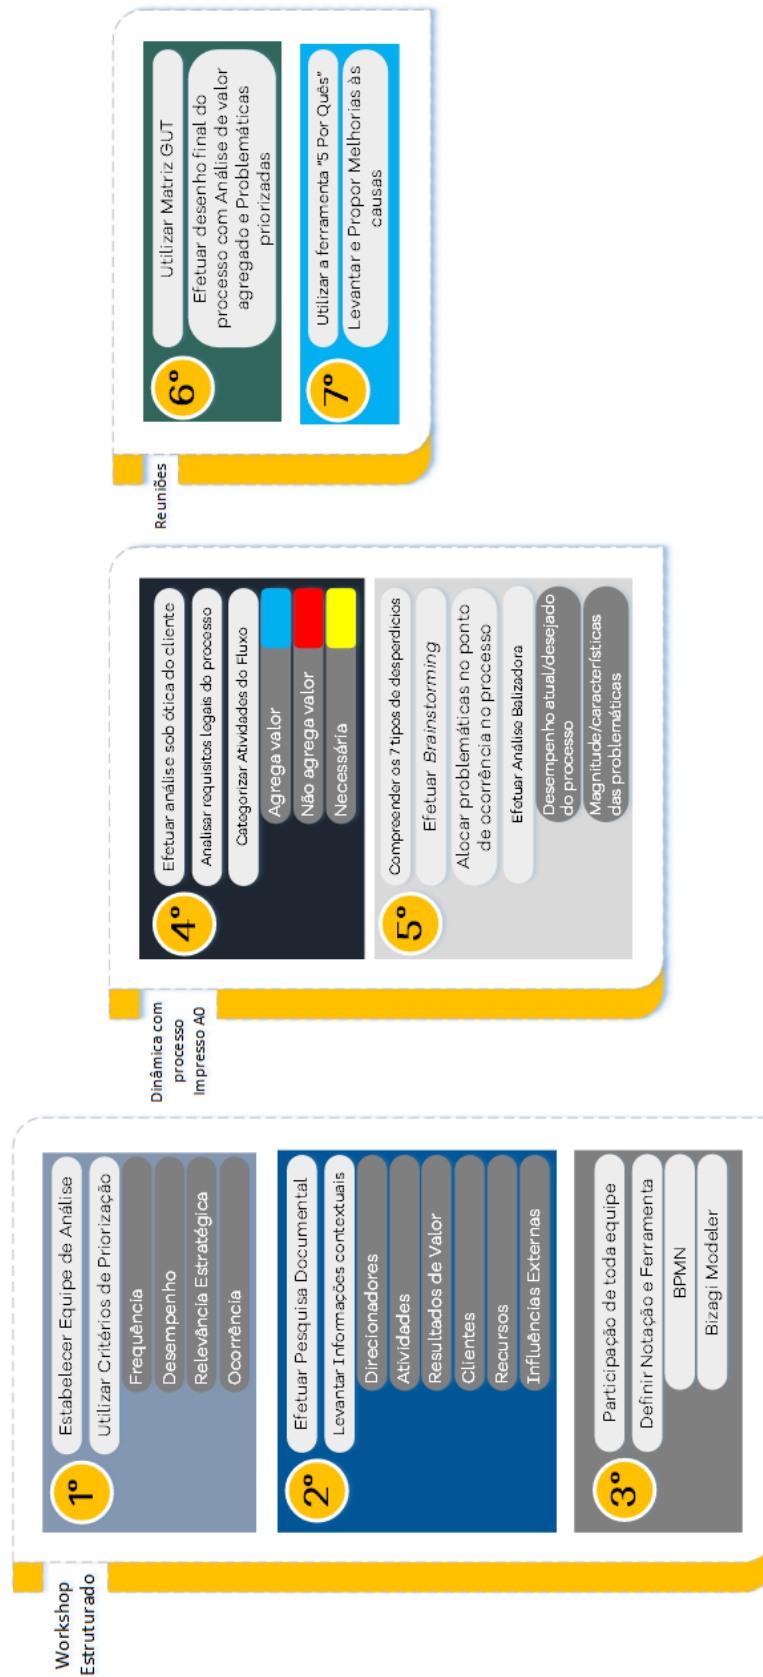 Workshop
Estruturado
1º
Estabelecer Equipe de Análise
Utilizar Critérios de Priorização
Frequência
Desempenho
Relevância Estratégica
Ocorrência
2º
Efetuar Pesquisa Documental
Levantar Informações contextuais
Direcionadores
Atividades
Resultados de Valor
Clientes
Recursos
Influências Externas
3º
Participação de toda equipe
Definir Notação e Ferramenta
BPMN
Bizagi Modeler
Dinâmica com
processo
Impresso A0
4º
Efetuar análise sob ótica do cliente
Analisar requisitos legais do processo
Categorizar Atividades do Fluxo
Agrega valor
Não agrega valor
Necessária
5º
Compreender os 7 tipos de desperdícios
Efetuar Brainstorming
Alocar problemáticas no ponto
de ocorrência no processo
Efetuar Análise Balizadora
Desempenho atual/desejado
do processo
Magnitude/características
das problemáticas
Reuniões
6º
Utilizar Matriz GUT
Efetuar desenho final do
processo com Análise de valor
agregado e Problemáticas
priorizadas
7º
Utilizar a ferramenta "5 Por Quês"
Levantar e Propor Melhorias às
causas